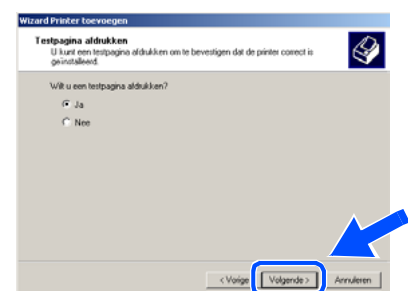 Wizard Printer toevoegen
Testpagina afdrukken
U kunt een testpagina afdrukken om te bevestigen dat de printer correct is
geïnstalleerd.
Wilt u een testpagina afdrukken?
Ja
Nee
< Vorige
Volgende >
Annuleren